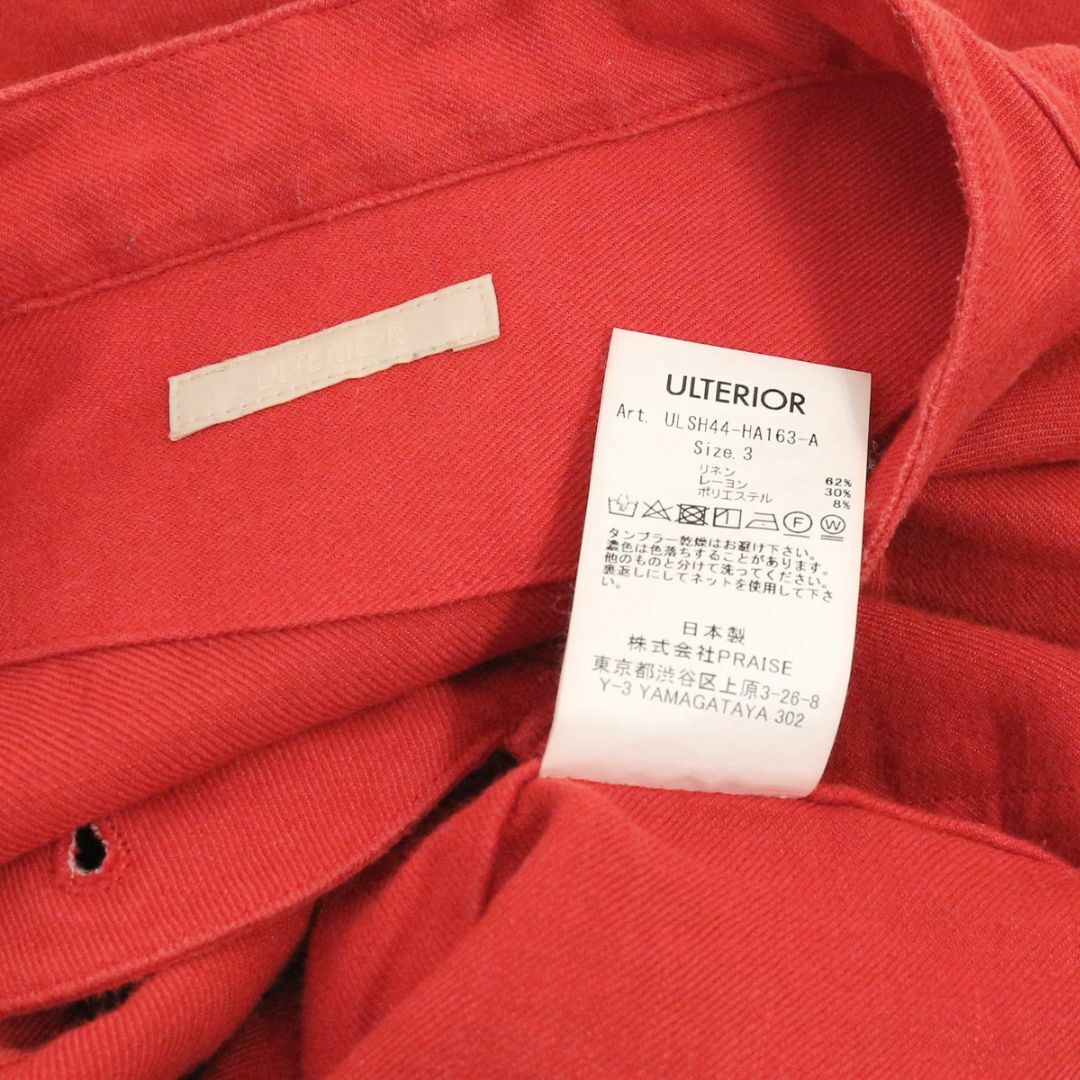 ULTERIOR
ULTERIOR
Art. ULSH44-HA163-A
Size. 3
リネン 62%
レーヨン 30%
ポリエステル 8%
F W
タンブラー乾燥はお避け下さい。
濃色は色落ちすることがあります。
他のものと分けて洗ってください。
裏返しにしてネットを使用して下さ
い。
日本製
株式会社PRAISE
東京都渋谷区上原3-26-8
Y-3 YAMAGATAYA 302